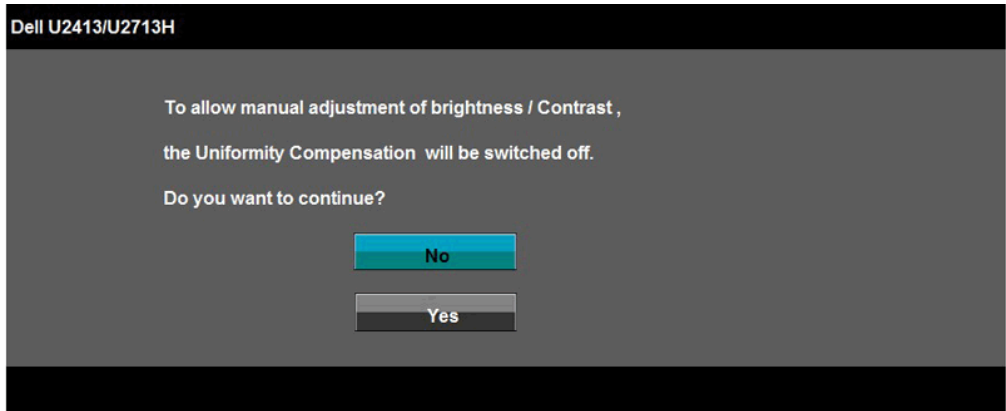 Dell U2413/U2713H
To allow manual adjustment of brightness / Contrast ,
the Uniformity Compensation will be switched off.
Do you want to continue?
No
Yes